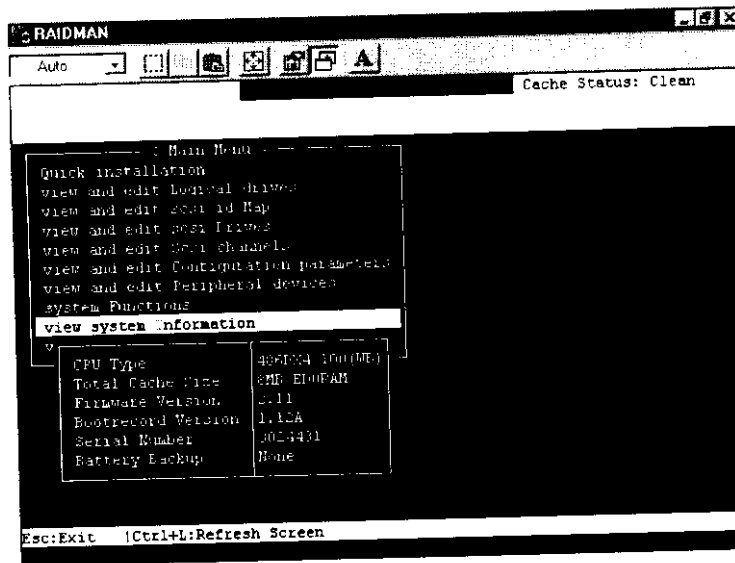 RAIDMAN
Auto
A
Cache Status: Clean
Main Menu
Quick installation
view and edit Logical drives
view and edit scsi id Map
view and edit scsi Drives
view and edit Scsi channels
view and edit Configuration parameters
view and edit Peripheral devices
system Functions
view system Information
v
CPU Type 486DX4 100(WB)
Total Cache Size 8MB EDORAM
Firmware Version
Bootrecord Version 1.12A
Serial Number 3024431
Battery Backup None
Esc:Exit |Ctrl+L:Refresh Screen